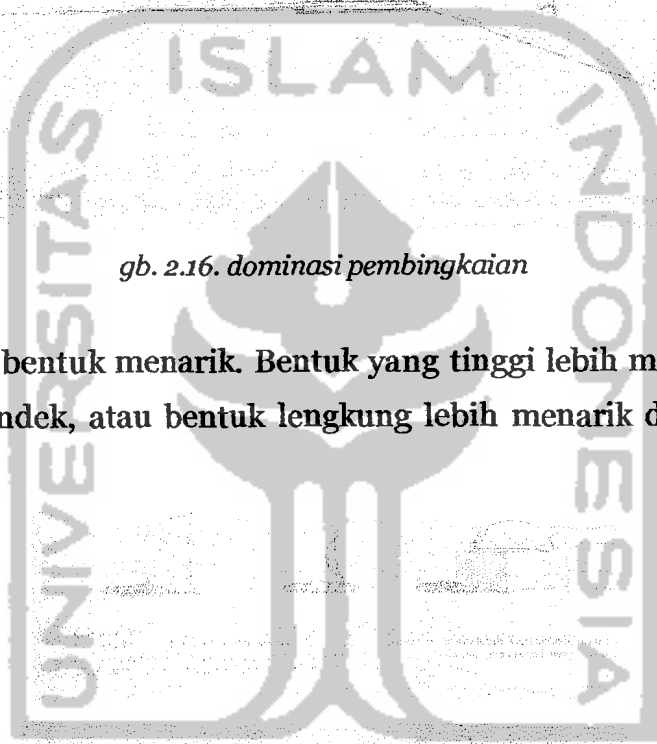 ISLAM
UNIVERSITAS
INDONESIA
gb. 2.16. dominasi pembingkaian
bentuk menarik. Bentuk yang tinggi lebih
ndek, atau bentuk lengkung lebih menarik